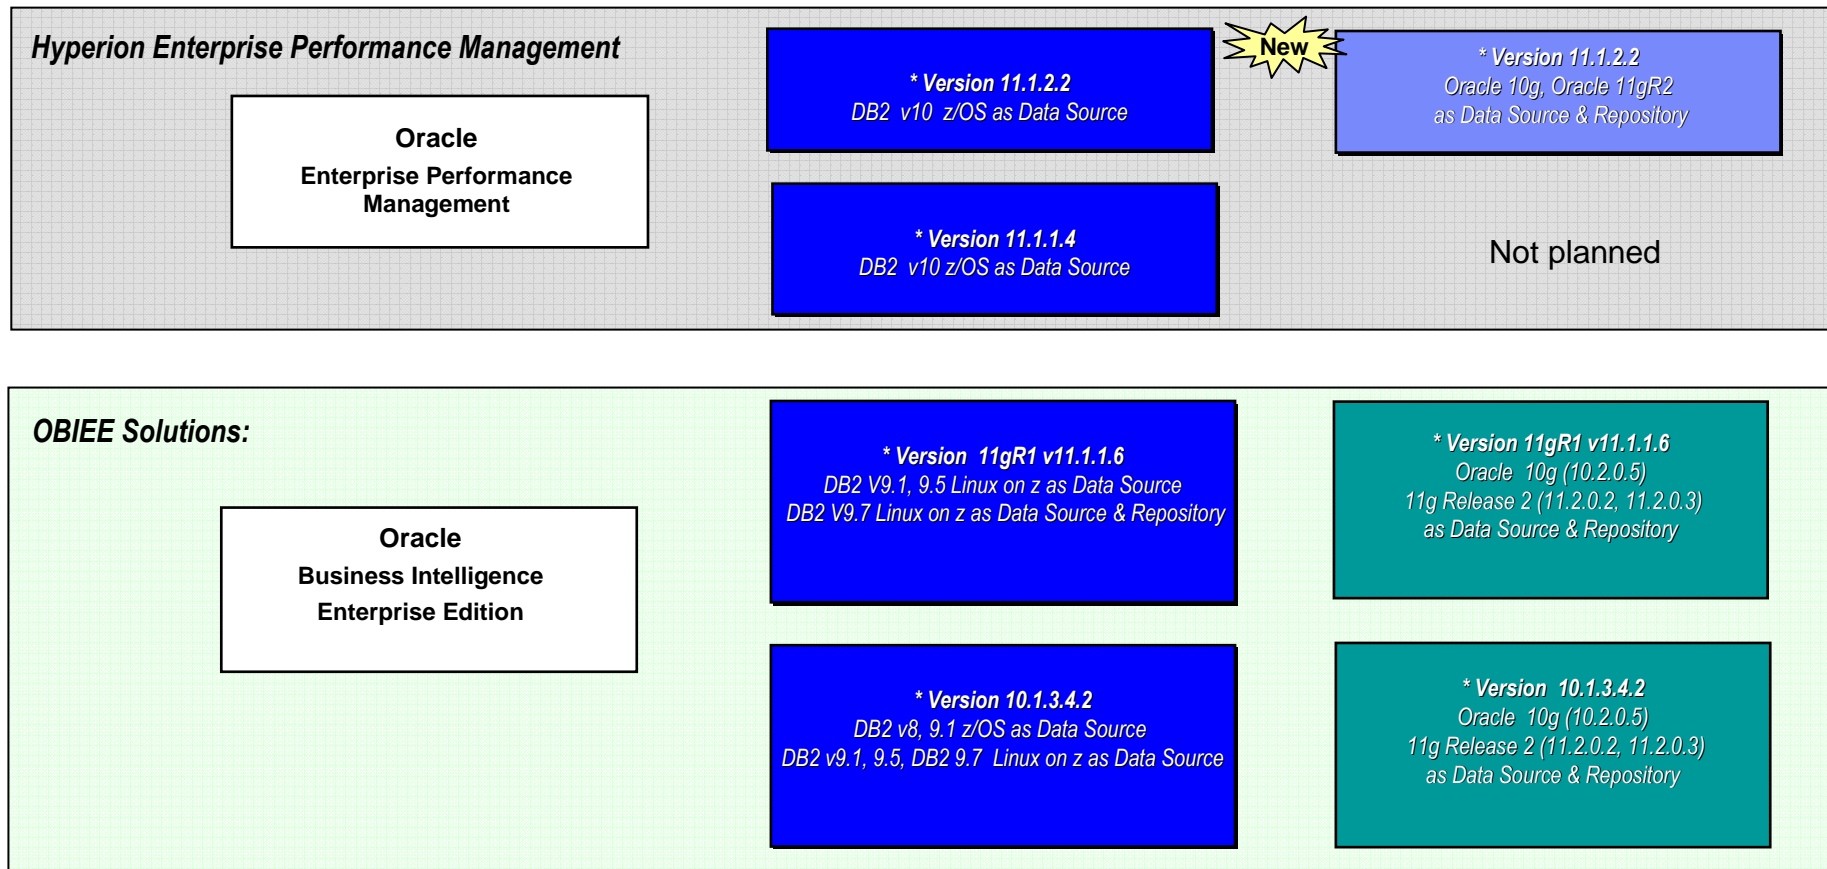 Hyperion Enterprise Performance Management
Oracle
Enterprise Performance
Management
* Version 11.1.2.2
DB2 v10 z/OS as Data Source
New
* Version 11.1.2.2
Oracle 10g, Oracle 11gR2
as Data Source & Repository
* Version 11.1.1.4
DB2 v10 z/OS as Data Source
Not planned
OBIEE Solutions:
Oracle
Business Intelligence
Enterprise Edition
* Version 11gR1 v11.1.1.6
DB2 V9.1, 9.5 Linux on z as Data Source
DB2 V9.7 Linux on z as Data Source & Repository
* Version 11gR1 v11.1.1.6
Oracle 10g (10.2.0.5)
11g Release 2 (11.2.0.2, 11.2.0.3)
as Data Source & Repository
* Version 10.1.3.4.2
DB2 v8, 9.1 z/OS as Data Source
DB2 v9.1, 9.5, DB2 9.7 Linux on z as Data Source
* Version 10.1.3.4.2
Oracle 10g (10.2.0.5)
11g Release 2 (11.2.0.2, 11.2.0.3)
as Data Source & Repository